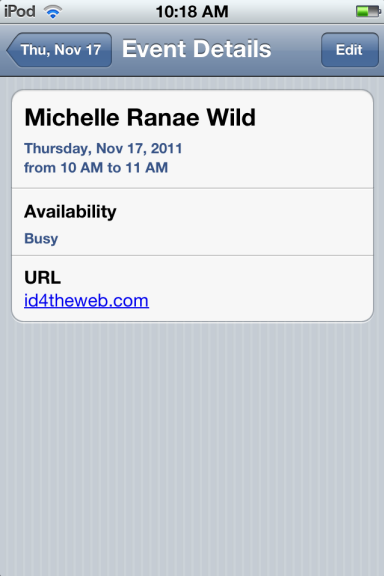 iPod 10:18 AM
Thu, Nov 17 Event Details Edit
Michelle Ranae Wild
Thursday, Nov 17, 2011
from 10 AM to 11 AM
Availability
Busy
URL
id4theweb.com